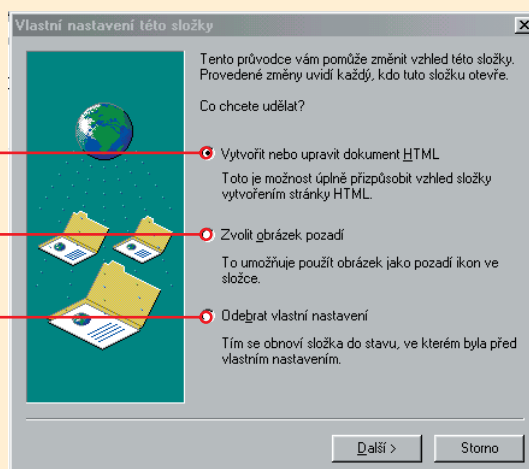 Vlastní nastavení této složky
Tento průvodce vám pomůže změnit vzhled této složky.
Provedené změny uvidí každý, kdo tuto složku otevře.
Co chcete udělat?
Vytvořit nebo upravit dokument HTML
Toto je možnost úplně přizpůsobit vzhled složky
vytvořením stránky HTML.
Zvolit obrázek pozadí
To umožňuje použít obrázek jako pozadí ikon ve
složce.
Odebrat vlastní nastavení
Tím se obnoví složka do stavu, ve kterém byla před
vlastním nastavením.
Další >
Storno